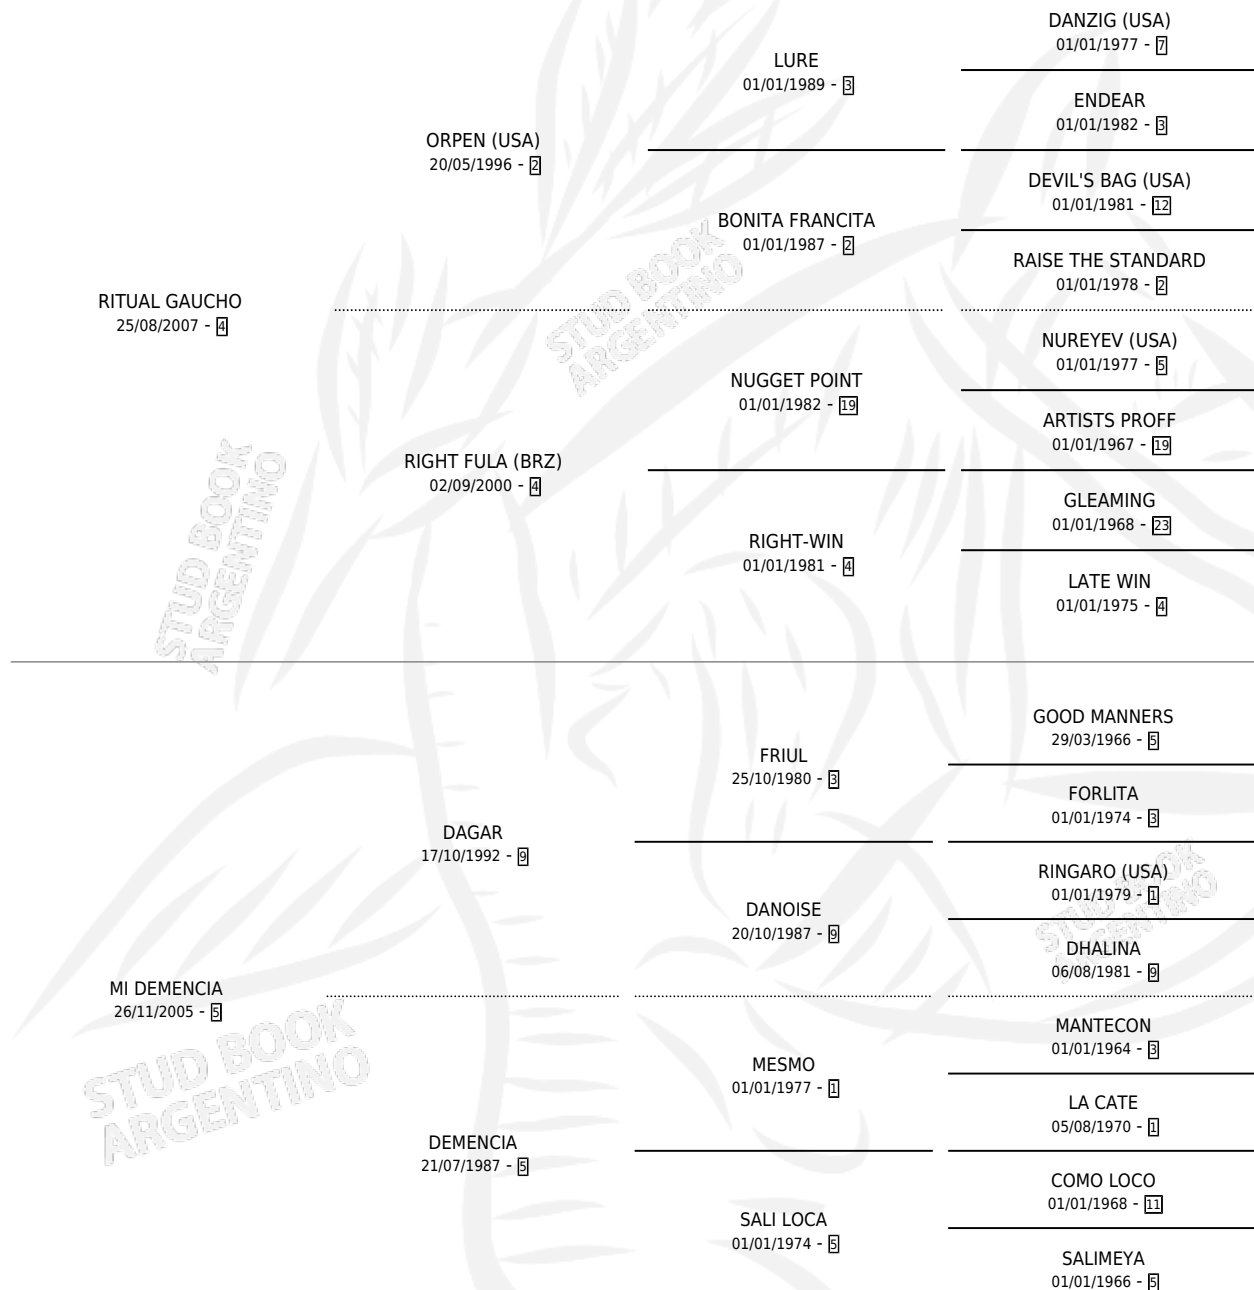 DANZIG (USA)
01/01/1977 - 7
LURE
01/01/1989 - 3
ENDEAR
01/01/1982 - 3
ORPEN (USA)
20/05/1996 - 2
DEVIL'S BAG (USA)
01/01/1981 - 12
BONITA FRANCITA
01/01/1987 - 2
RAISE THE STANDARD
01/01/1978 - 2
RITUAL GAUCHO
25/08/2007 - 4
NUREYEV (USA)
01/01/1977 - 5
NUGGET POINT
01/01/1982 - 19
ARTISTS PROFF
01/01/1967 - 19
RIGHT FULA (BRZ)
02/09/2000 - 4
GLEAMING
01/01/1968 - 23
RIGHT-WIN
01/01/1981 - 4
LATE WIN
01/01/1975 - 4
GOOD MANNERS
29/03/1966 - 5
FRIUL
25/10/1980 - 3
FORLITA
01/01/1974 - 3
DAGAR
17/10/1992 - 9
RINGARO (USA)
01/01/1979 - 1
DANOISE
20/10/1987 - 9
DHALINA
06/08/1981 - 9
MI DEMENCIA
26/11/2005 - 5
MANTECON
01/01/1964 - 3
MESMO
01/01/1977 - 1
LA CATE
05/08/1970 - 1
DEMENCIA
21/07/1987 - 5
COMO LOCO
01/01/1968 - 11
SALI LOCA
01/01/1974 - 5
SALIMEYA
01/01/1966 - 5
STUD BOOK
ARGENTINO
STUD BOOK
ARGENTINO
STUD BOOK
ARGENTINO
STUD BOOK
ARGENTINO